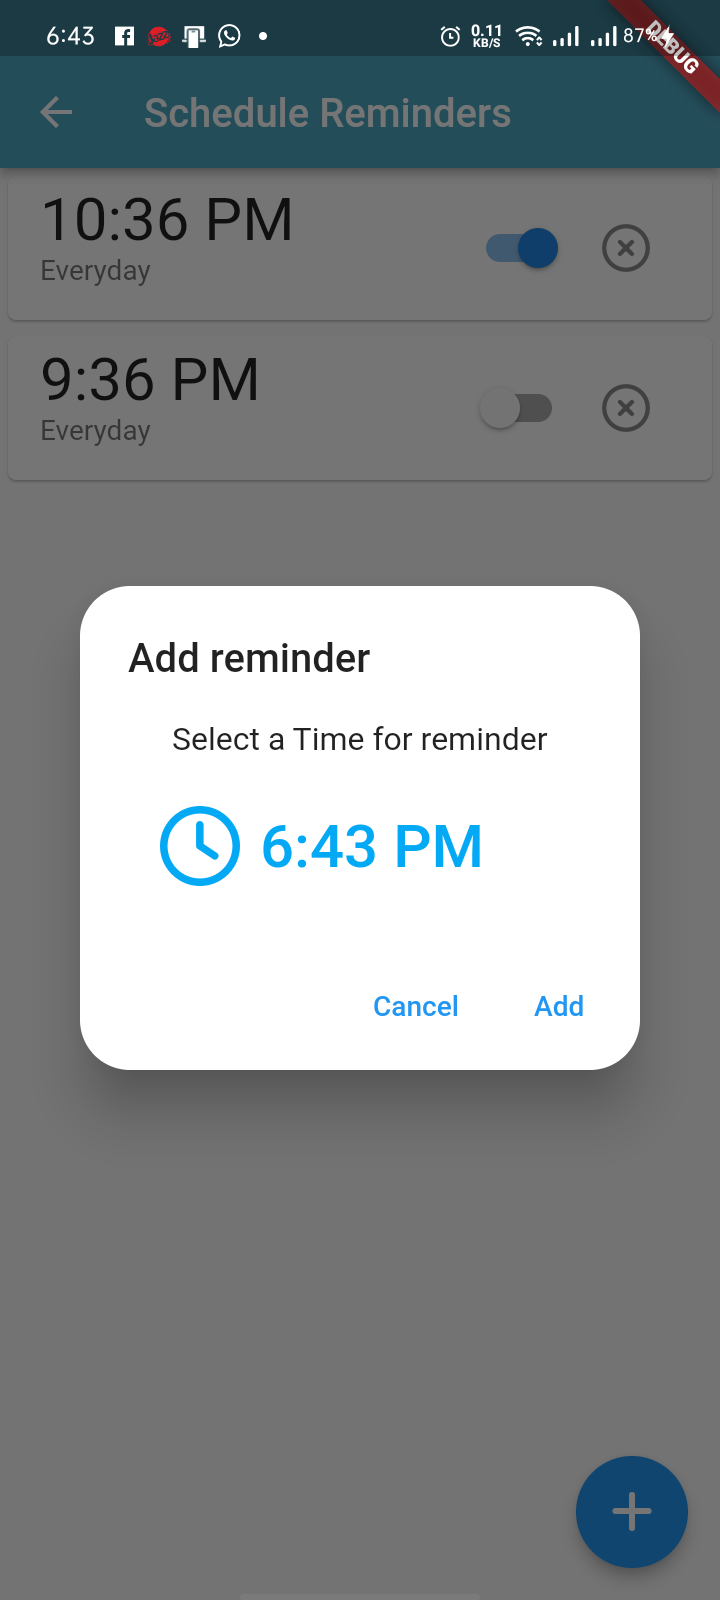 6:43
0.11
KB/S
87%
DEBUG
Schedule Reminders
10:36 PM
Everyday
9:36 PM
Everyday
Add reminder
Select a Time for reminder
6:43 PM
Cancel Add